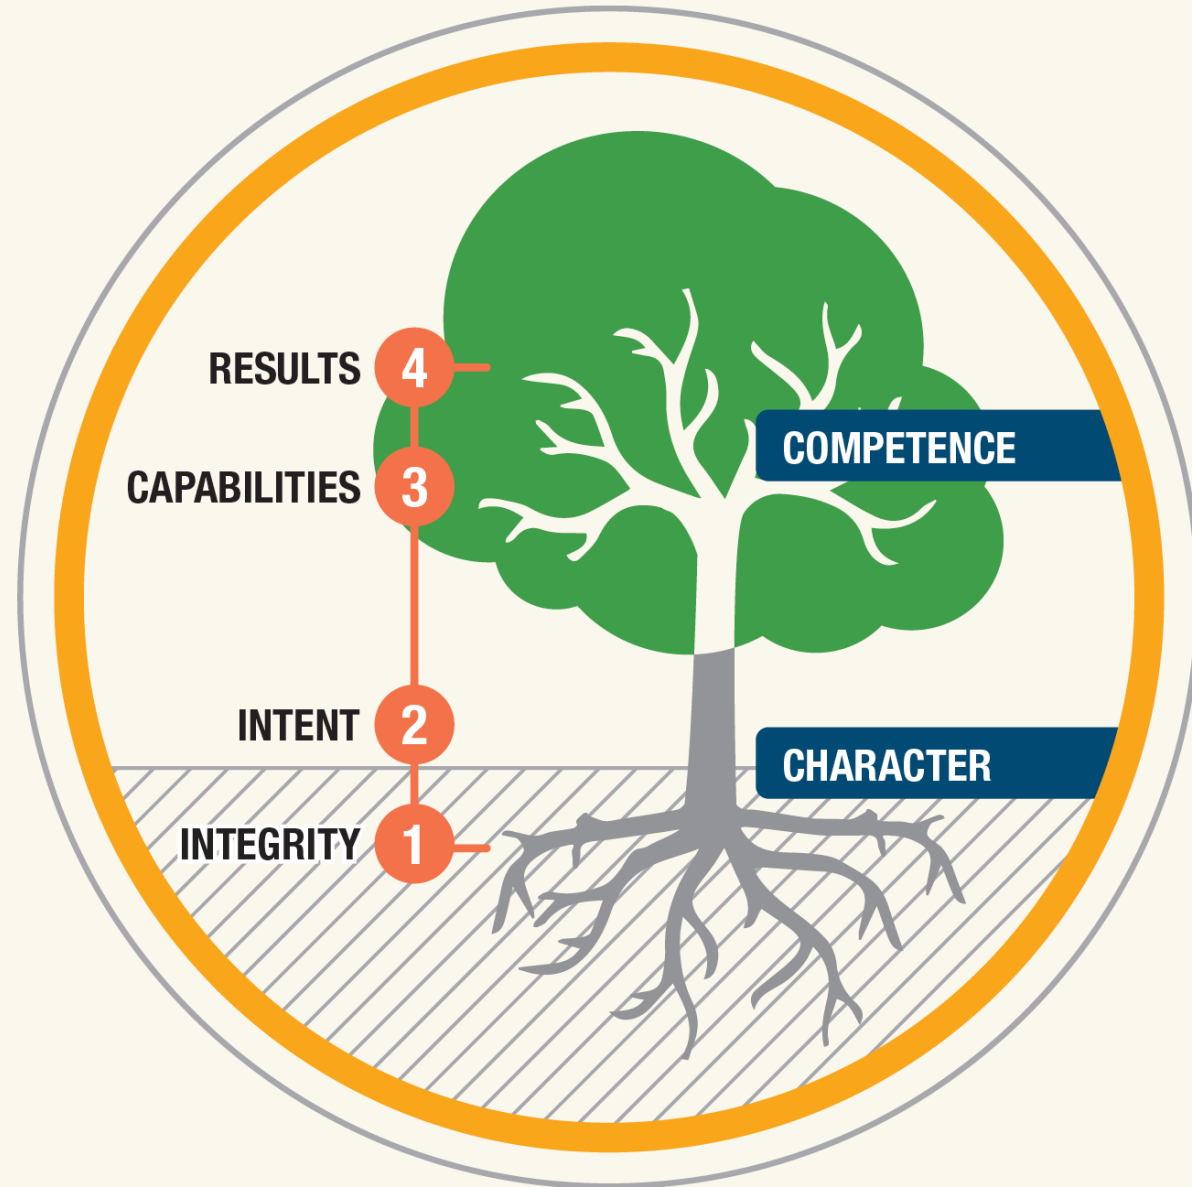 RESULTS 4
CAPABILITIES 3
COMPETENCE
INTENT 2
CHARACTER
INTEGRITY 1